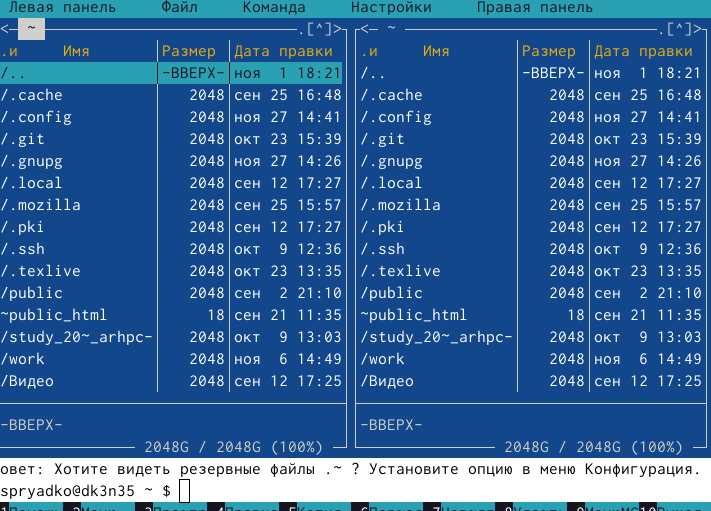 Левая панель Файл Команда Настройки Правая панель
<— ~ .[^]> <— ~ .[^]>
.и Имя Размер Дата правки .и Имя Размер Дата правки
/.. -ВВЕРХ- ноя 1 18:21 /.. -ВВЕРХ- ноя 1 18:21
/.cache 2048 сен 25 16:48 /.cache 2048 сен 25 16:48
/.config 2048 ноя 27 14:41 /.config 2048 ноя 27 14:41
/.git 2048 окт 23 15:39 /.git 2048 окт 23 15:39
/.gnupg 2048 ноя 27 14:26 /.gnupg 2048 ноя 27 14:26
/.local 2048 сен 12 17:27 /.local 2048 сен 12 17:27
/.mozilla 2048 сен 25 15:57 /.mozilla 2048 сен 25 15:57
/.pki 2048 сен 12 17:27 /.pki 2048 сен 12 17:27
/.ssh 2048 окт 9 12:36 /.ssh 2048 окт 9 12:36
/.texlive 2048 окт 23 13:35 /.texlive 2048 окт 23 13:35
/public 2048 сен 2 21:10 /public 2048 сен 2 21:10
~public_html 18 сен 21 11:35 ~public_html 18 сен 21 11:35
/study_20~_arhpc- 2048 окт 9 13:03 /study_20~_arhpc- 2048 окт 9 13:03
/work 2048 ноя 6 14:49 /work 2048 ноя 6 14:49
/Видео 2048 сен 12 17:25 /Видео 2048 сен 12 17:25
-ВВЕРХ- -ВВЕРХ-
2048G / 2048G (100%) 2048G / 2048G (100%)
овет: Хотите видеть резервные файлы .~ ? Установите опцию в меню Конфигурация.
spryadko@dk3n35 ~ $